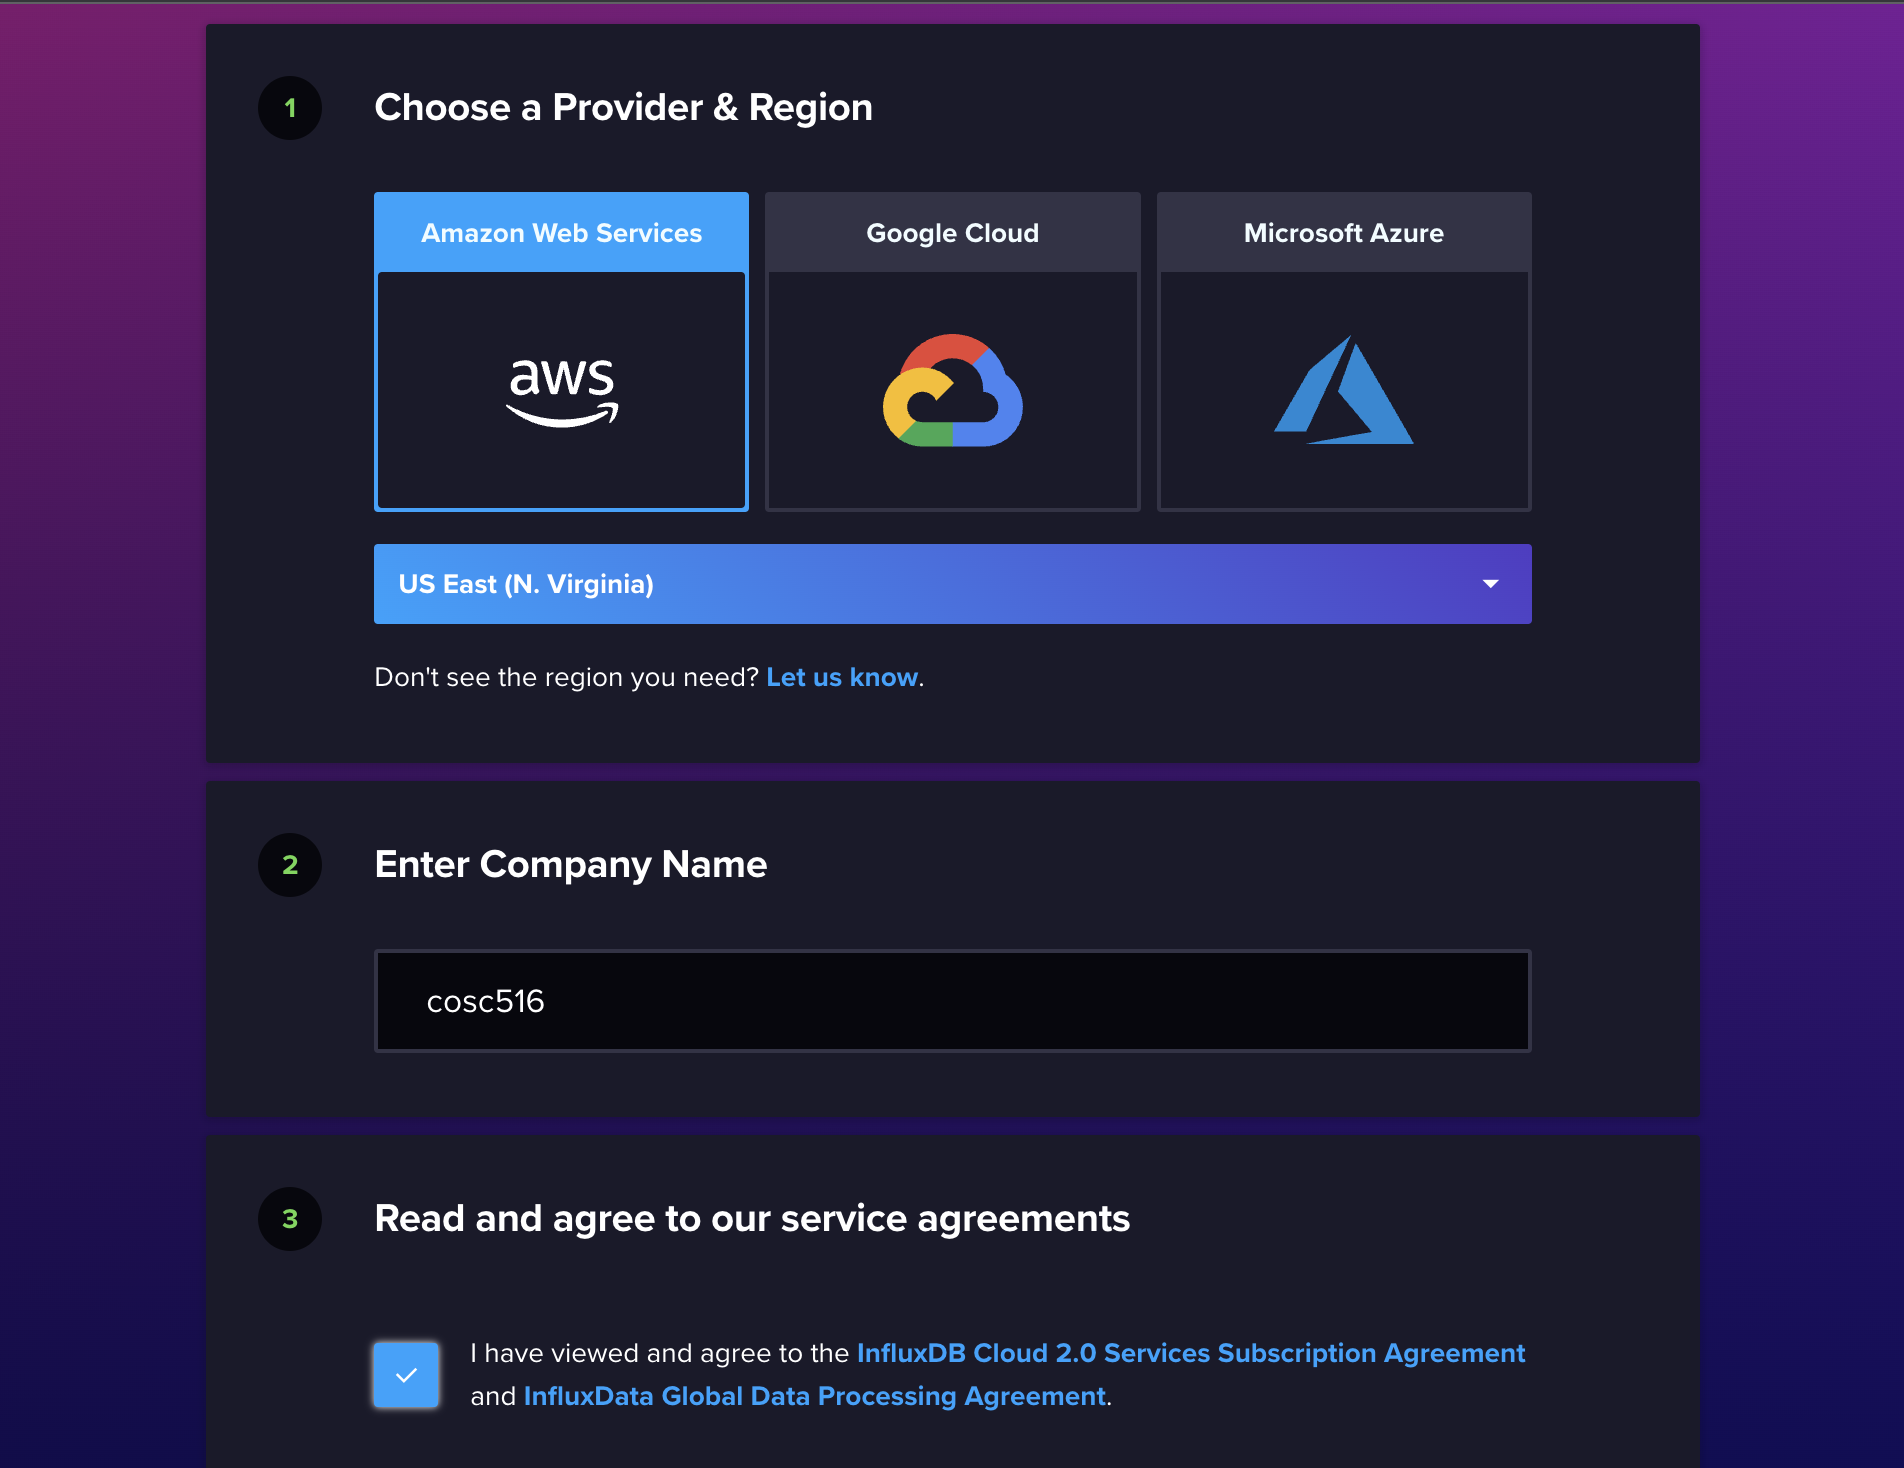 1
Choose a Provider & Region
Amazon Web Services
Google Cloud
Microsoft Azure
aws
US East (N. Virginia)
Don't see the region you need? Let us know.
2
Enter Company Name
cosc516
3
Read and agree to our service agreements
I have viewed and agree to the InfluxDB Cloud 2.0 Services Subscription Agreement
and InfluxData Global Data Processing Agreement.